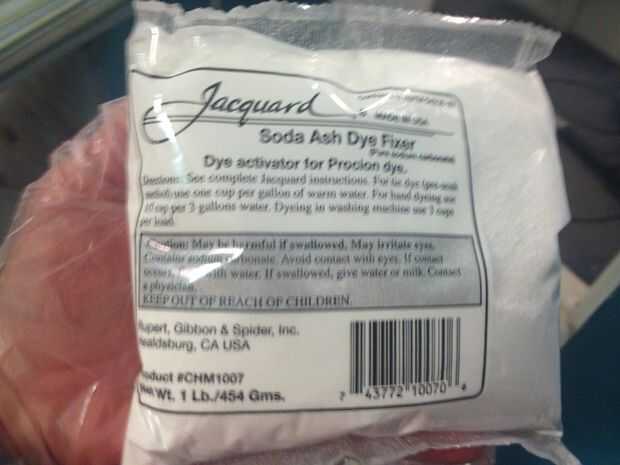 Jacquard
MADE IN USA
Soda Ash Dye Fixer
(Pure sodium carbonate)
Dye activator for Procion dye.
Directions: See complete Jacquard instructions. For tie dye (pre-soak
method) use one cup per gallon of warm water. For hand dyeing use
cup per 3 gallons water. Dyeing in washing machine use 3 cups
per load.
Caution: May be harmful if swallowed. May irritate eyes.
Contains sodium carbonate. Avoid contact with eyes. If contact
occurs, with water. If swallowed, give water or milk. Contact
a physician.
KEEP OUT OF REACH OF CHILDREN.
Rupert, Gibbon & Spider, Inc.
Healdsburg, CA USA
Product #CHM1007
Net Wt. 1 Lb./454 Gms.
7 43772 10070 4